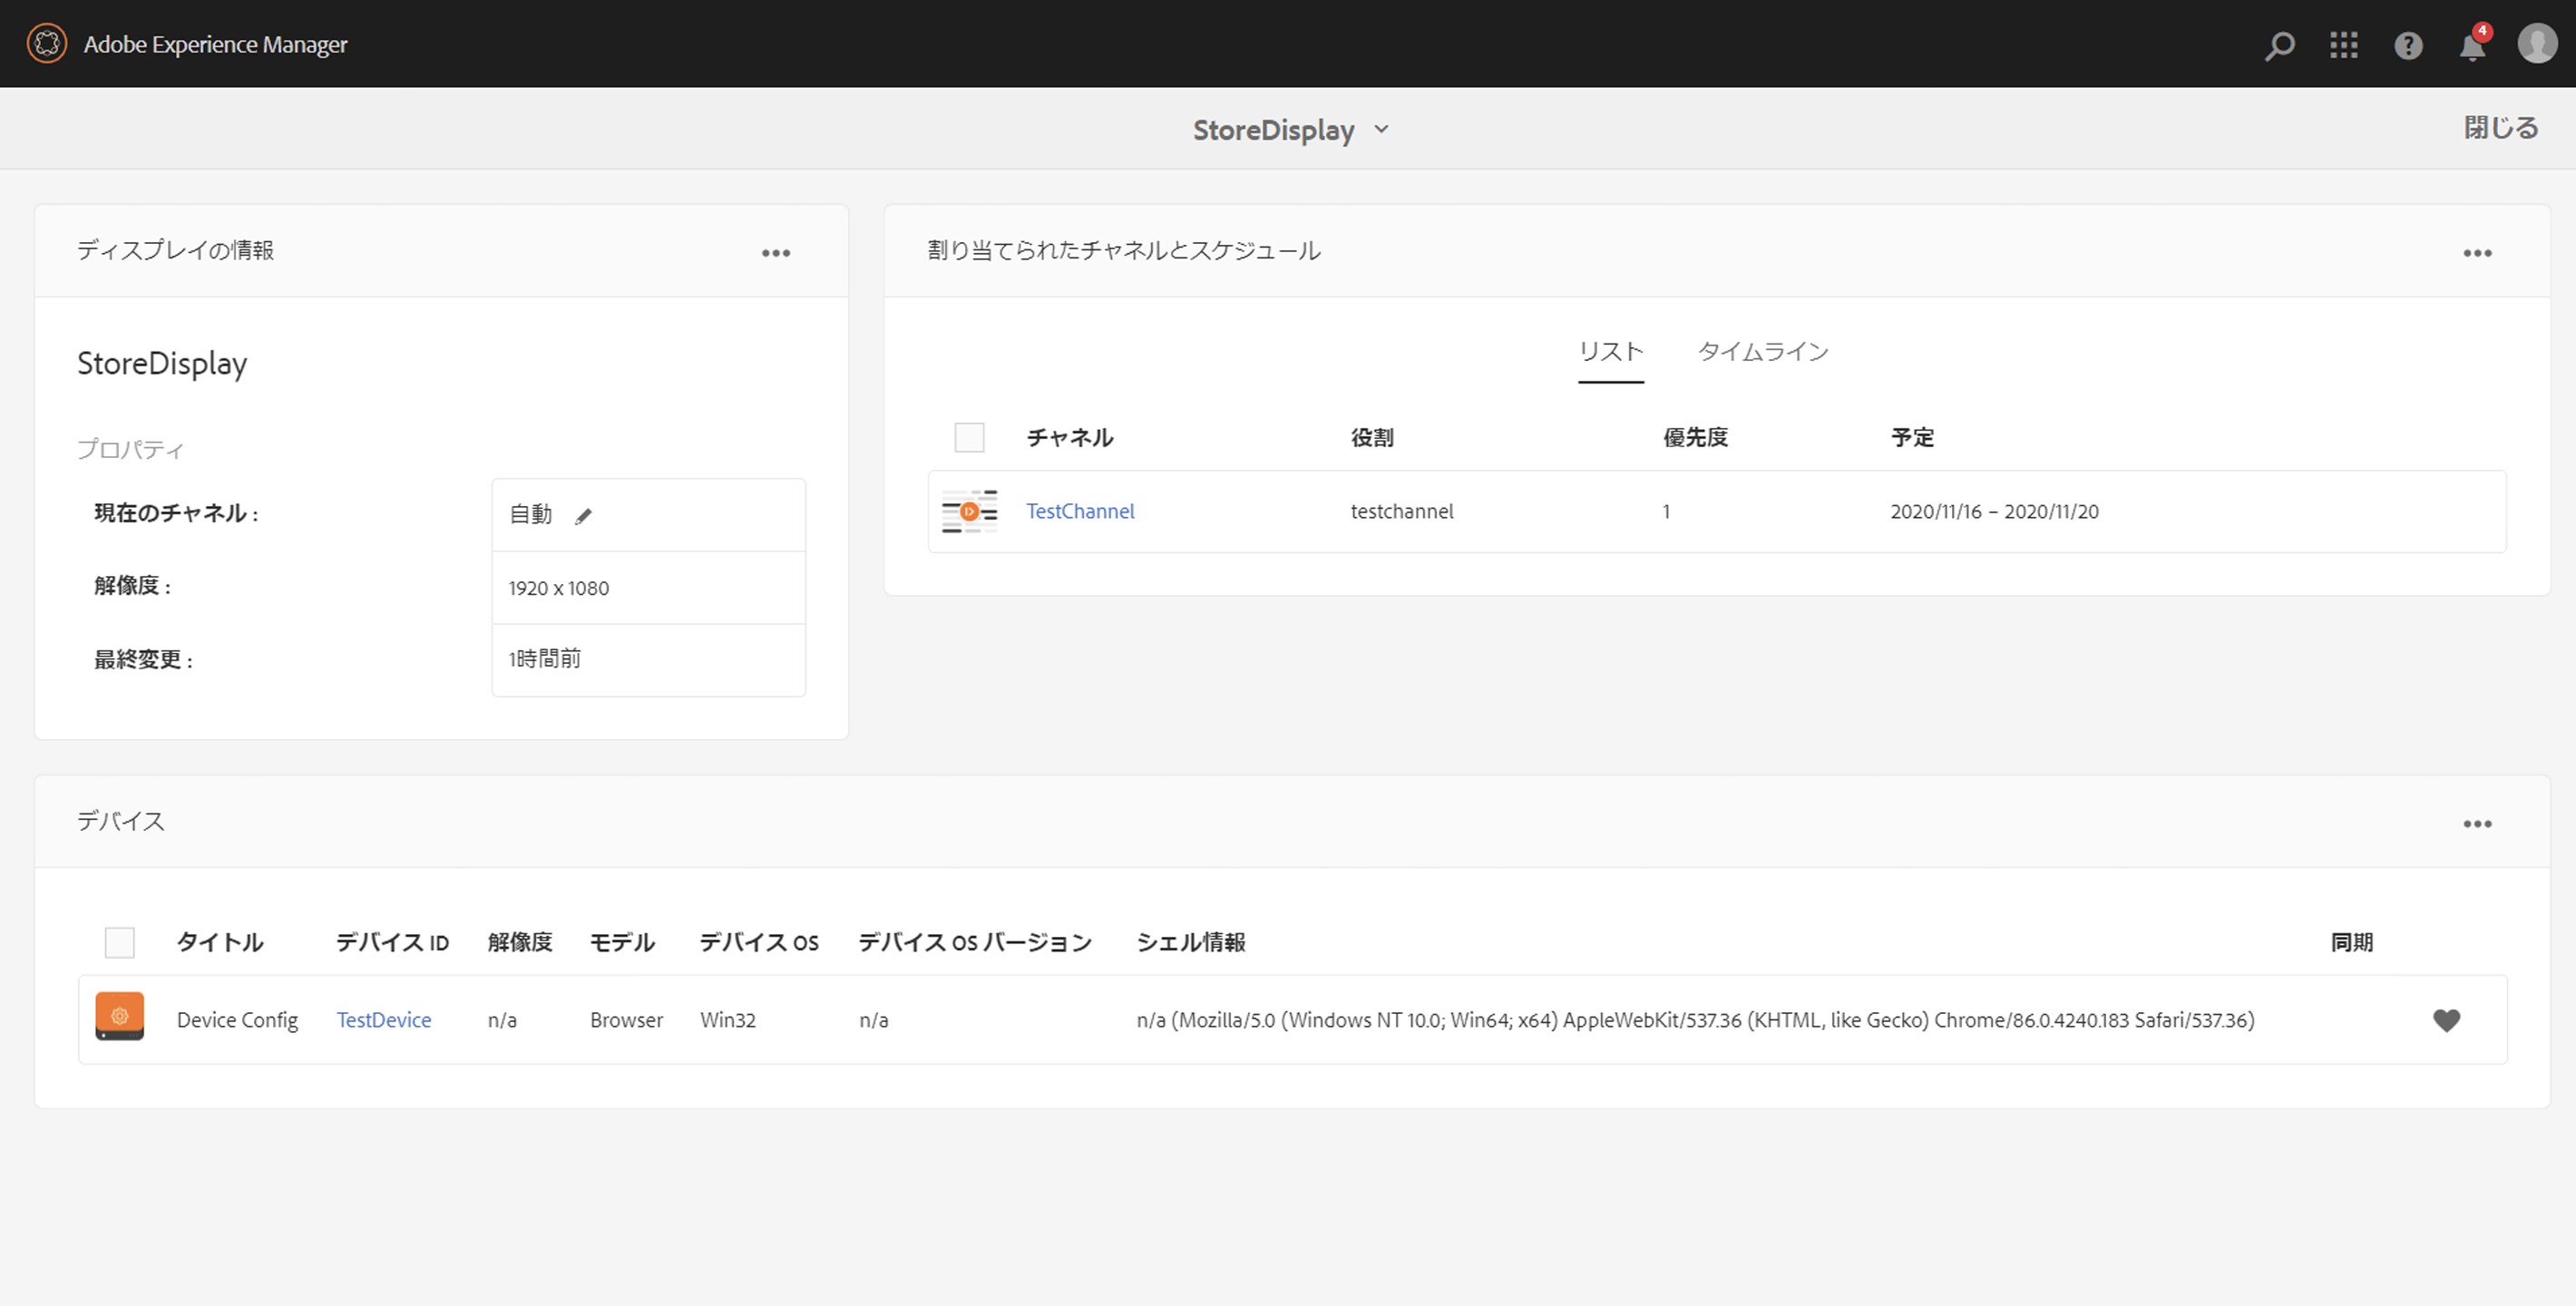 Adobe Experience Manager
4
StoreDisplay
閉じる
ディスプレイの情報
StoreDisplay
プロパティ
現在のチャネル : 自動
解像度 : 1920 x 1080
最終変更 : 1時間前
割り当てられたチャネルとスケジュール
リスト タイムライン
チャネル 役割 優先度 予定
TestChannel testchannel 1 2020/11/16 – 2020/11/20
デバイス
タイトル デバイス ID 解像度 モデル デバイス OS デバイス OS バージョン シェル情報 同期
Device Config TestDevice n/a Browser Win32 n/a n/a (Mozilla/5.0 (Windows NT 10.0; Win64; x64) AppleWebKit/537.36 (KHTML, like Gecko) Chrome/86.0.4240.183 Safari/537.36)